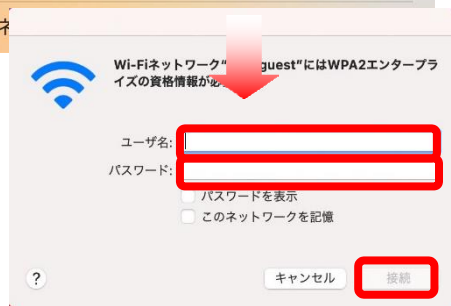 Wi-Fiネットワーク“ guest”にはWPA2エンタープラ
イズの資格情報が必
ユーザ名:
パスワード:
パスワードを表示
このネットワークを記憶
?
キャンセル
接続